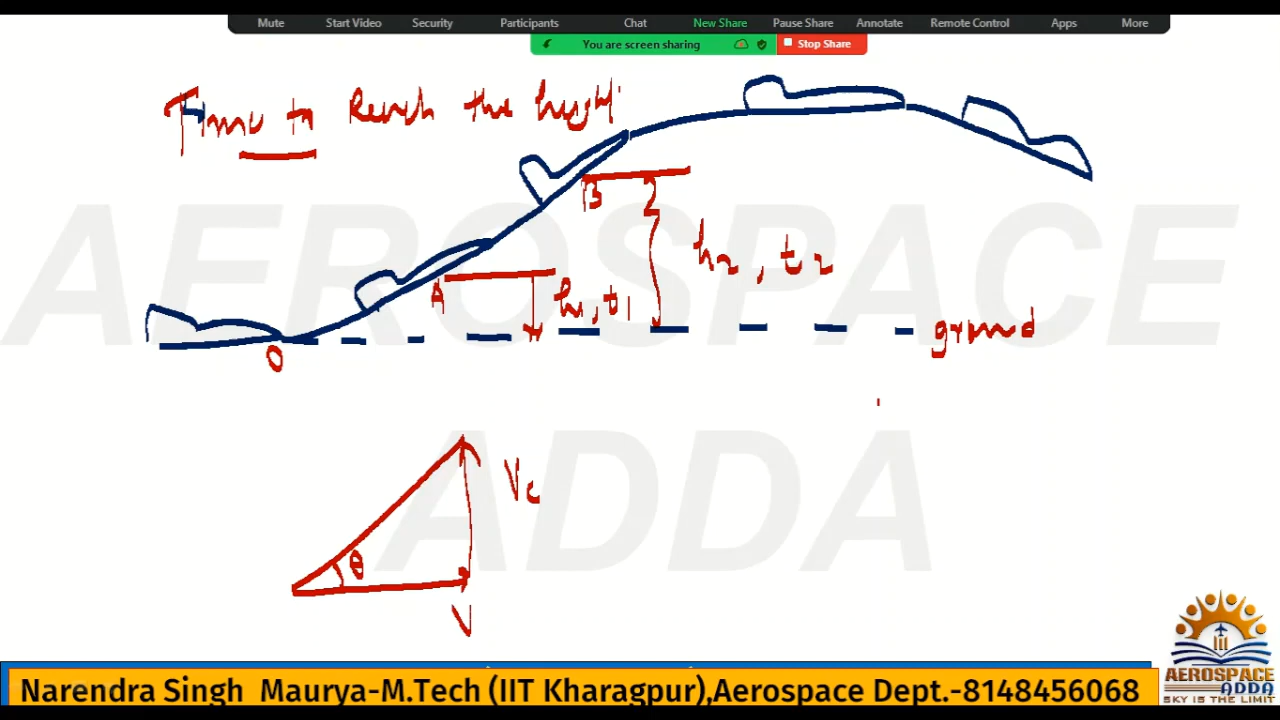 Mute Start Video Security Participants Chat New Share Pause Share Annotate Remote Control Apps More
You are screen sharing Stop Share
Time to Reach the height
B
h2, t2
A
h1, t1
ground
O
AEROSPACE
ADDA
Vc
θ
V
Narendra Singh Maurya-M.Tech (IIT Kharagpur),Aerospace Dept.-8148456068
AEROSPACE
ADDA
SKY IS THE LIMIT